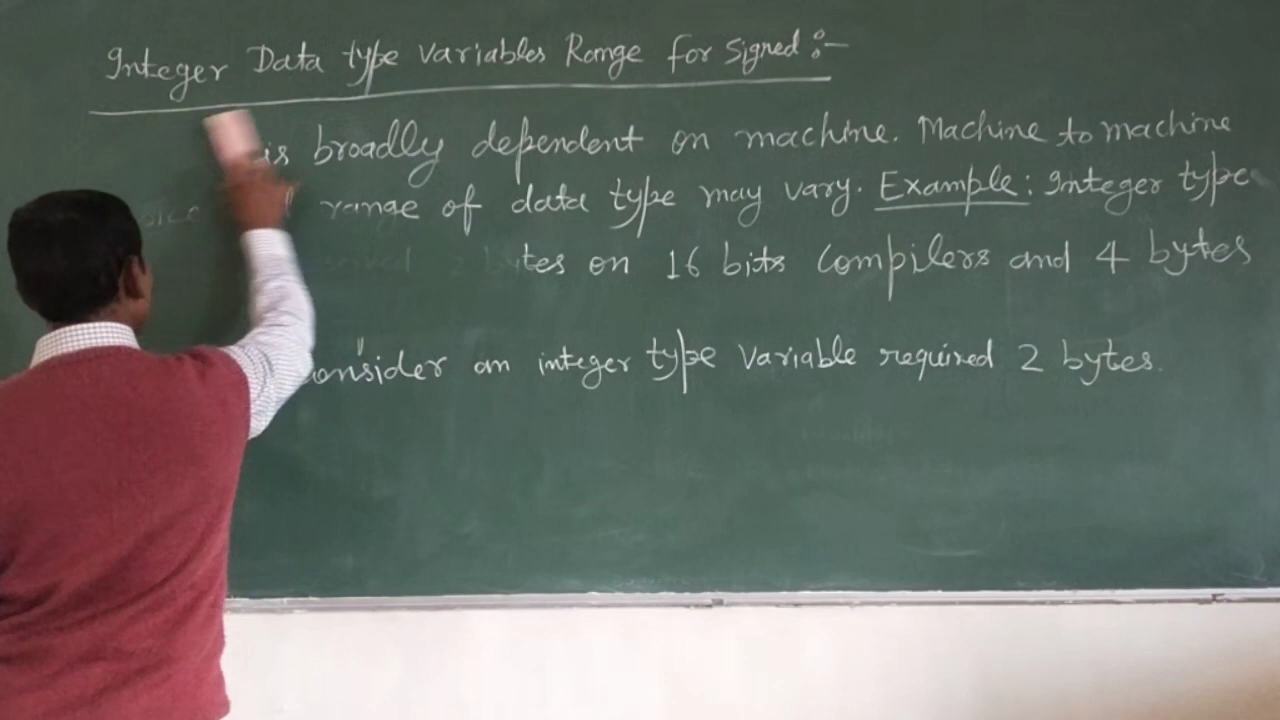 Integer Data type variables Range for Signed :-
is broadly dependent on machine. Machine to machine
size range of data type may vary. Example: Integer type
tes on 16 bits compilers and 4 bytes
onsider an integer type variable required 2 bytes.